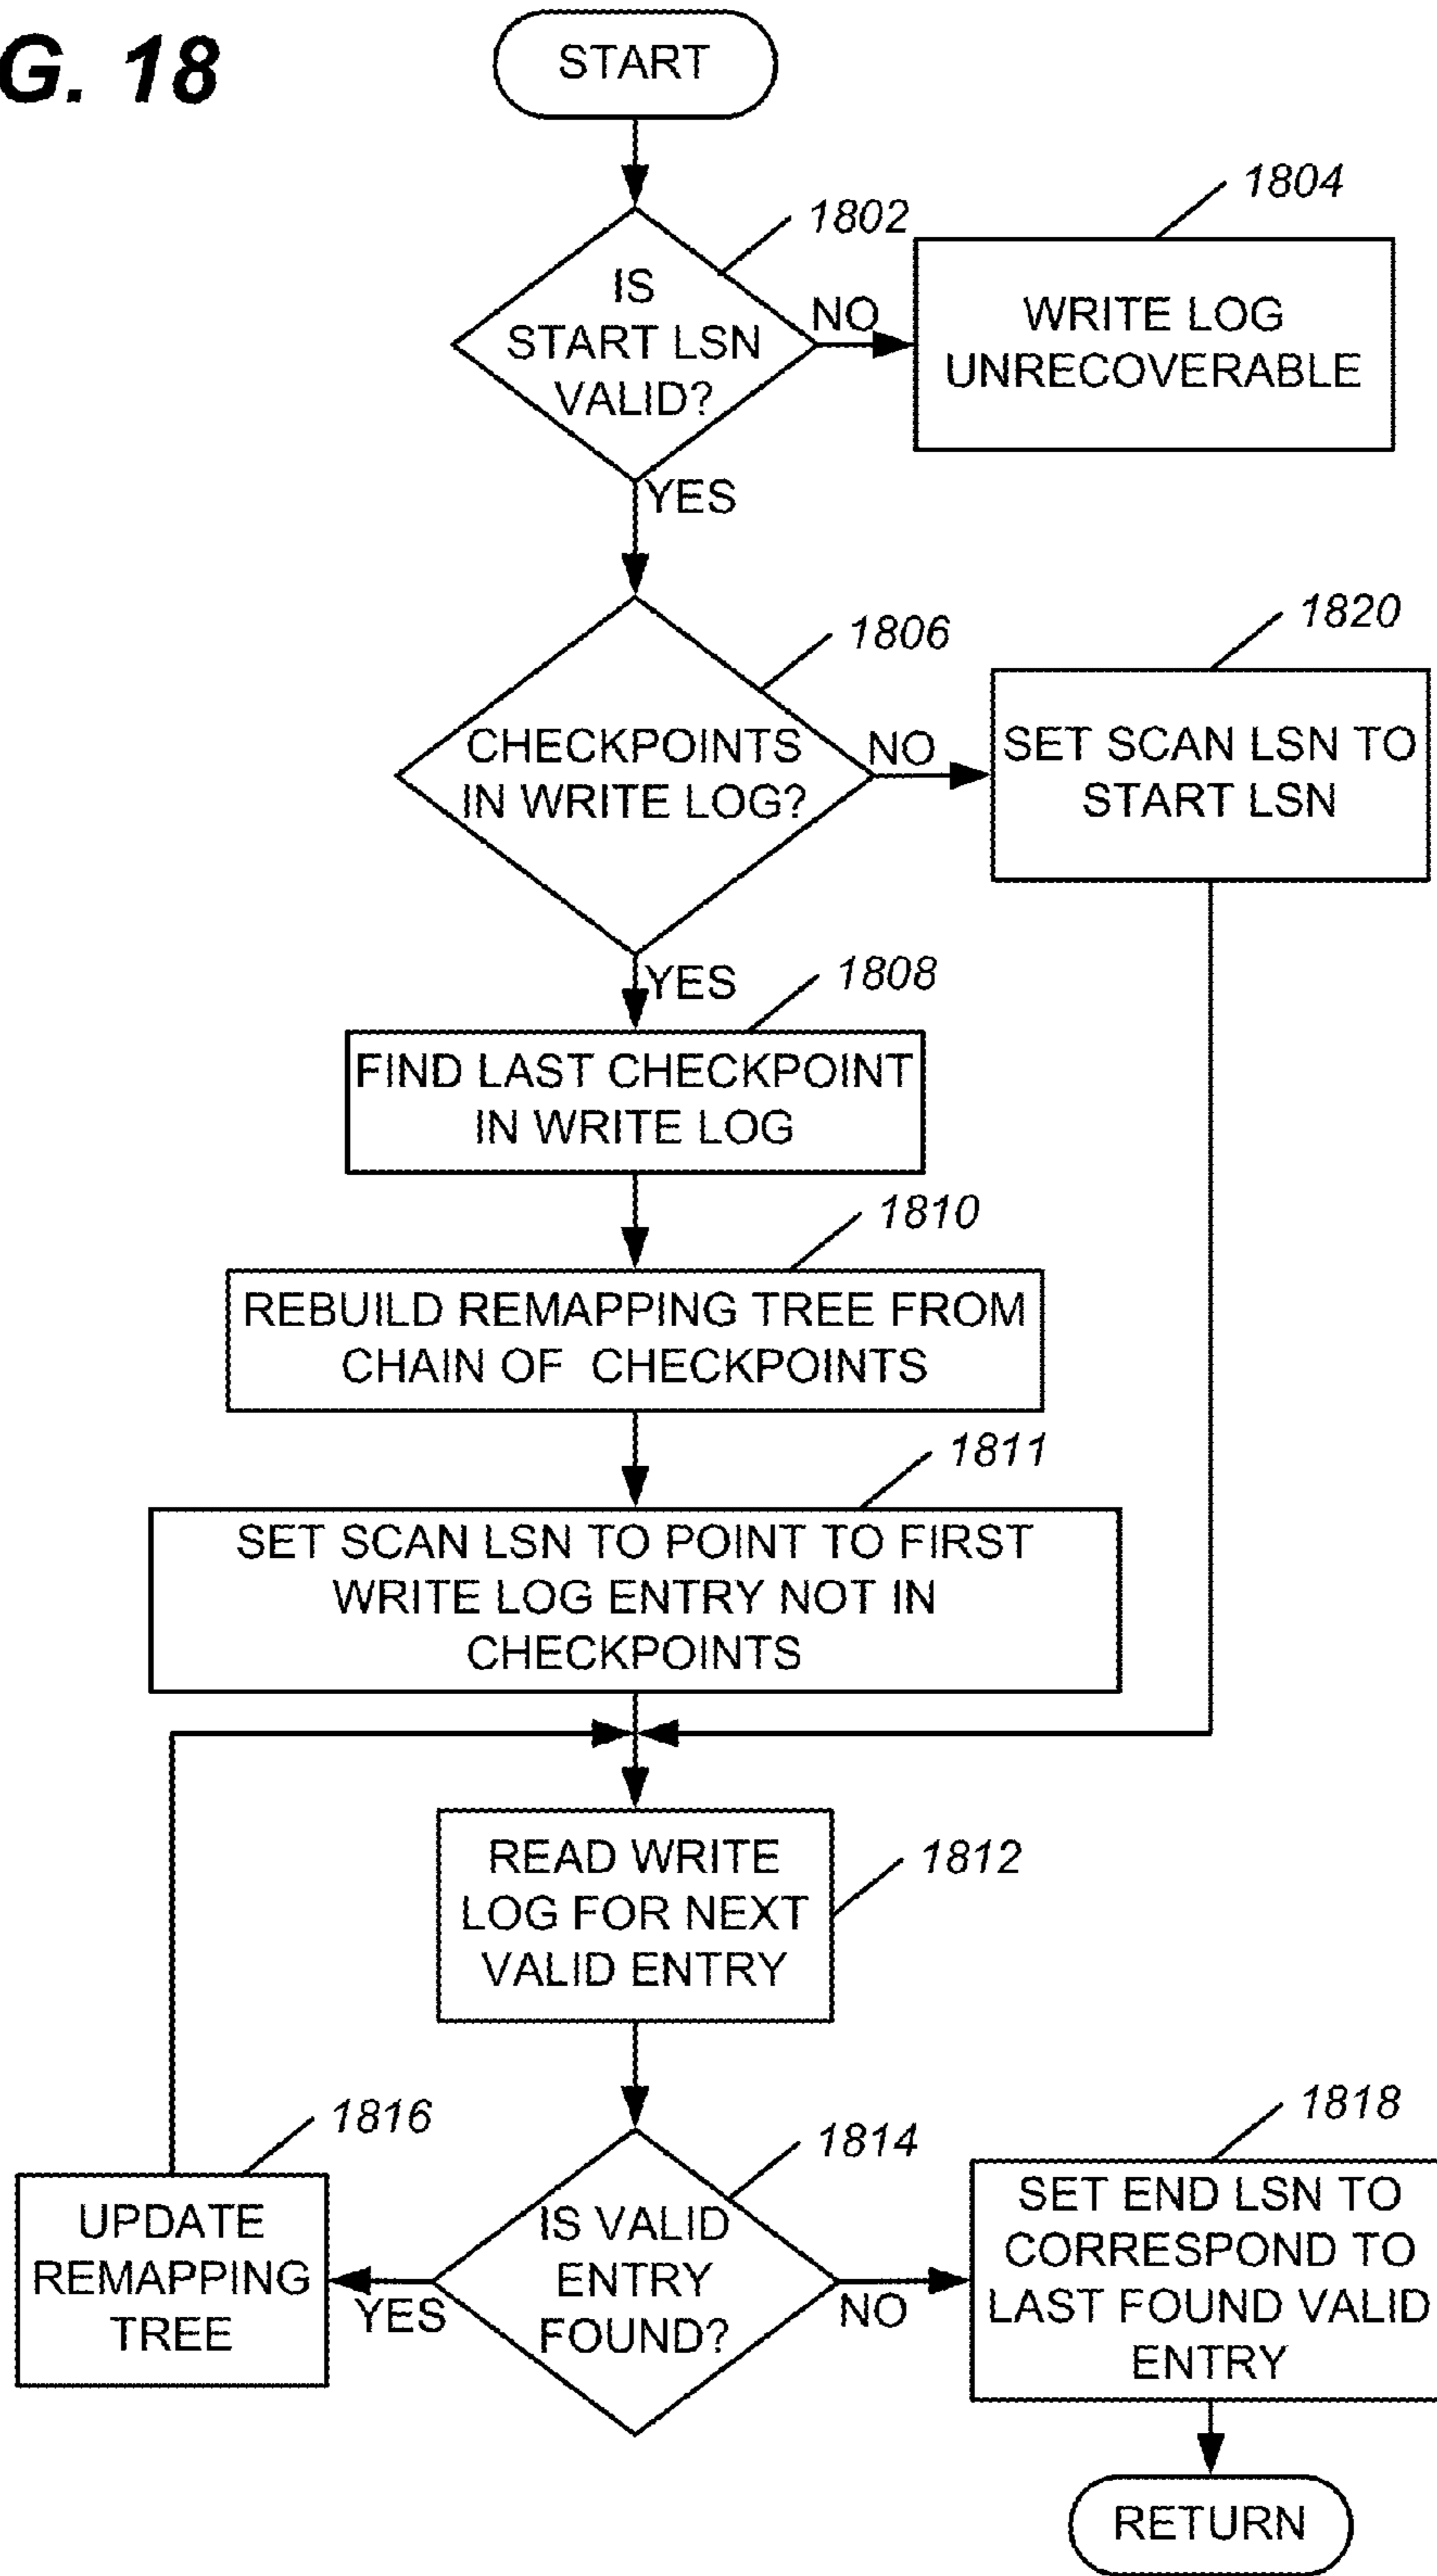 G. 18
START
1802
1804
IS
START LSN
VALID?
NO
WRITE LOG
UNRECOVERABLE
YES
1806
1820
CHECKPOINTS
IN WRITE LOG?
NO
SET SCAN LSN TO
START LSN
YES
1808
FIND LAST CHECKPOINT
IN WRITE LOG
1810
REBUILD REMAPPING TREE FROM
CHAIN OF CHECKPOINTS
1811
SET SCAN LSN TO POINT TO FIRST
WRITE LOG ENTRY NOT IN
CHECKPOINTS
READ WRITE
LOG FOR NEXT
VALID ENTRY
1812
1816
1814
1818
UPDATE
REMAPPING
TREE
YES
IS VALID
ENTRY
FOUND?
NO
SET END LSN TO
CORRESPOND TO
LAST FOUND VALID
ENTRY
RETURN